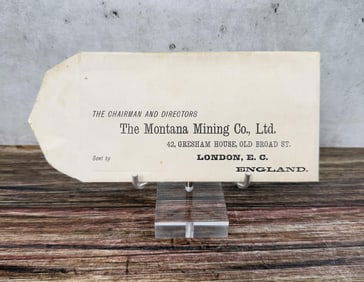 THE CHAIRMAN AND DIRECTORS
The Montana Mining Co., Ltd.
42, GRESHAM HOUSE, OLD BROAD ST.
Sent by LONDON, E. C.
ENGLAND.